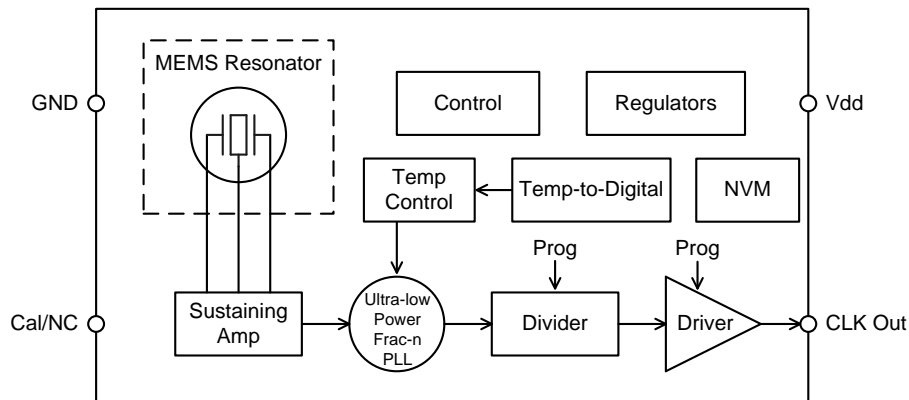 MEMS Resonator
GND
Control
Regulators
Vdd
Temp
Control
Temp-to-Digital
NVM
Prog
Prog
Cal/NC
Sustaining
Amp
Ultra-low
Power
Frac-n
PLL
Divider
Driver
CLK Out